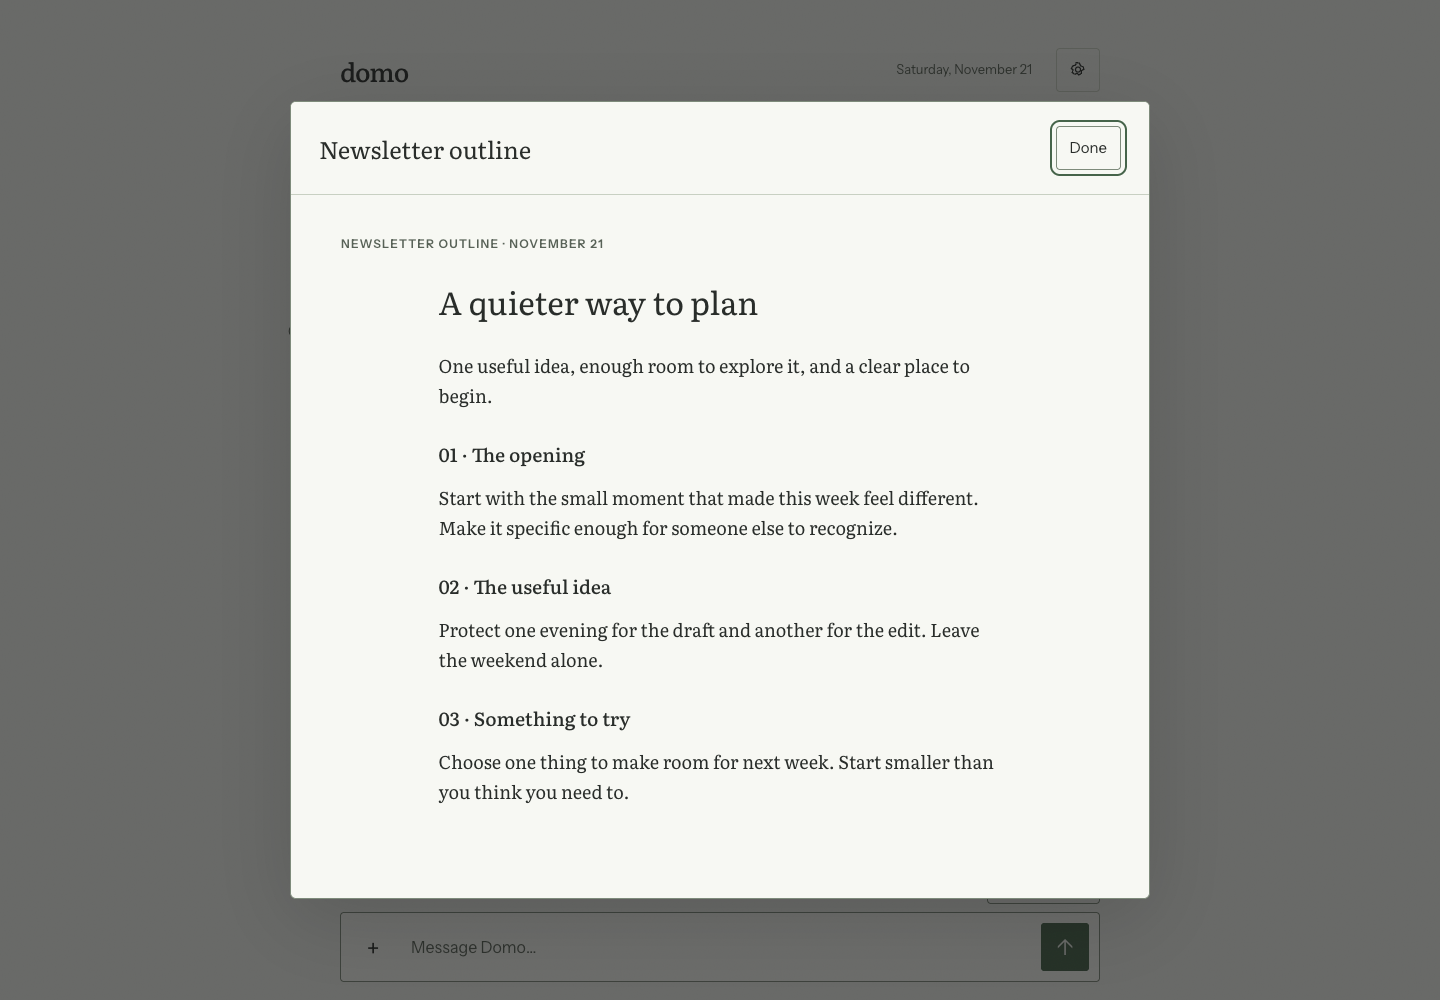 domo
Saturday, November 21
Newsletter outline
Done
NEWSLETTER OUTLINE · NOVEMBER 21
A quieter way to plan
One useful idea, enough room to explore it, and a clear place to
begin.
01 · The opening
Start with the small moment that made this week feel different.
Make it specific enough for someone else to recognize.
02 · The useful idea
Protect one evening for the draft and another for the edit. Leave
the weekend alone.
03 · Something to try
Choose one thing to make room for next week. Start smaller than
you think you need to.
Message Domo...